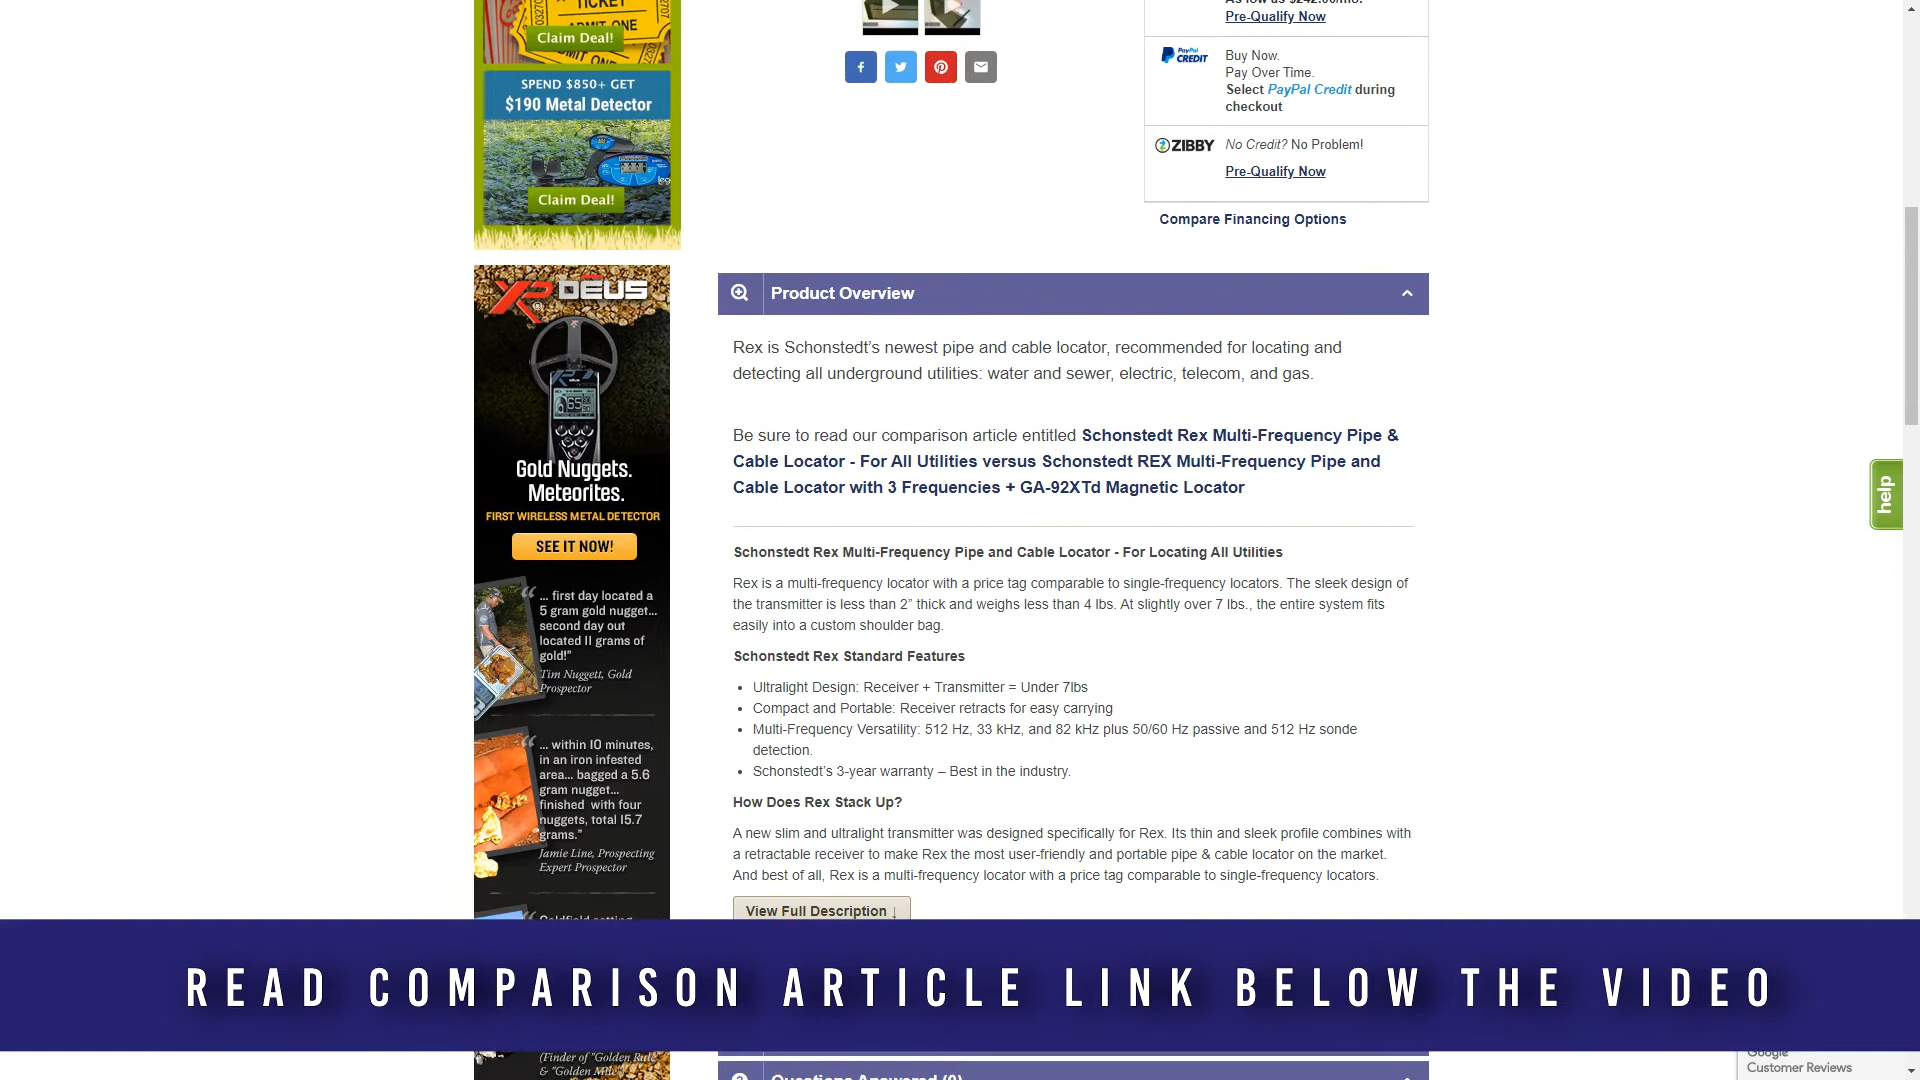 TICKET
ADMIT ONE
Claim Deal!
SPEND $850+ GET
$190 Metal Detector
Claim Deal!
XP DEUS
Gold Nuggets.
Meteorites.
FIRST WIRELESS METAL DETECTOR
SEE IT NOW!
“... first day located a
5 gram gold nugget...
second day out
located 11 grams of
gold!”
Tim Nuggett, Gold
Prospector
“... within 10 minutes,
in an iron infested
area... bagged a 5.6
gram nugget...
finished with four
nuggets, total 15.7
grams.”
Jamie Line, Prospecting
Expert Prospector
(Finder of "Golden Rule"
& "Golden Mile")
Pre-Qualify Now
PayPal
CREDIT
Buy Now.
Pay Over Time.
Select PayPal Credit during
checkout
ZIBBY
No Credit? No Problem!
Pre-Qualify Now
Compare Financing Options
Product Overview
Rex is Schonstedt’s newest pipe and cable locator, recommended for locating and
detecting all underground utilities: water and sewer, electric, telecom, and gas.
Be sure to read our comparison article entitled Schonstedt Rex Multi-Frequency Pipe &
Cable Locator - For All Utilities versus Schonstedt REX Multi-Frequency Pipe and
Cable Locator with 3 Frequencies + GA-92XTd Magnetic Locator
Schonstedt Rex Multi-Frequency Pipe and Cable Locator - For Locating All Utilities
Rex is a multi-frequency locator with a price tag comparable to single-frequency locators. The sleek design of
the transmitter is less than 2” thick and weighs less than 4 lbs. At slightly over 7 lbs., the entire system fits
easily into a custom shoulder bag.
Schonstedt Rex Standard Features
• Ultralight Design: Receiver + Transmitter = Under 7lbs
• Compact and Portable: Receiver retracts for easy carrying
• Multi-Frequency Versatility: 512 Hz, 33 kHz, and 82 kHz plus 50/60 Hz passive and 512 Hz sonde
detection.
• Schonstedt’s 3-year warranty – Best in the industry.
How Does Rex Stack Up?
A new slim and ultralight transmitter was designed specifically for Rex. Its thin and sleek profile combines with
a retractable receiver to make Rex the most user-friendly and portable pipe & cable locator on the market.
And best of all, Rex is a multi-frequency locator with a price tag comparable to single-frequency locators.
View Full Description ↓
help
READ COMPARISON ARTICLE LINK BELOW THE VIDEO
Google
Customer Reviews
Questions Answered (0)